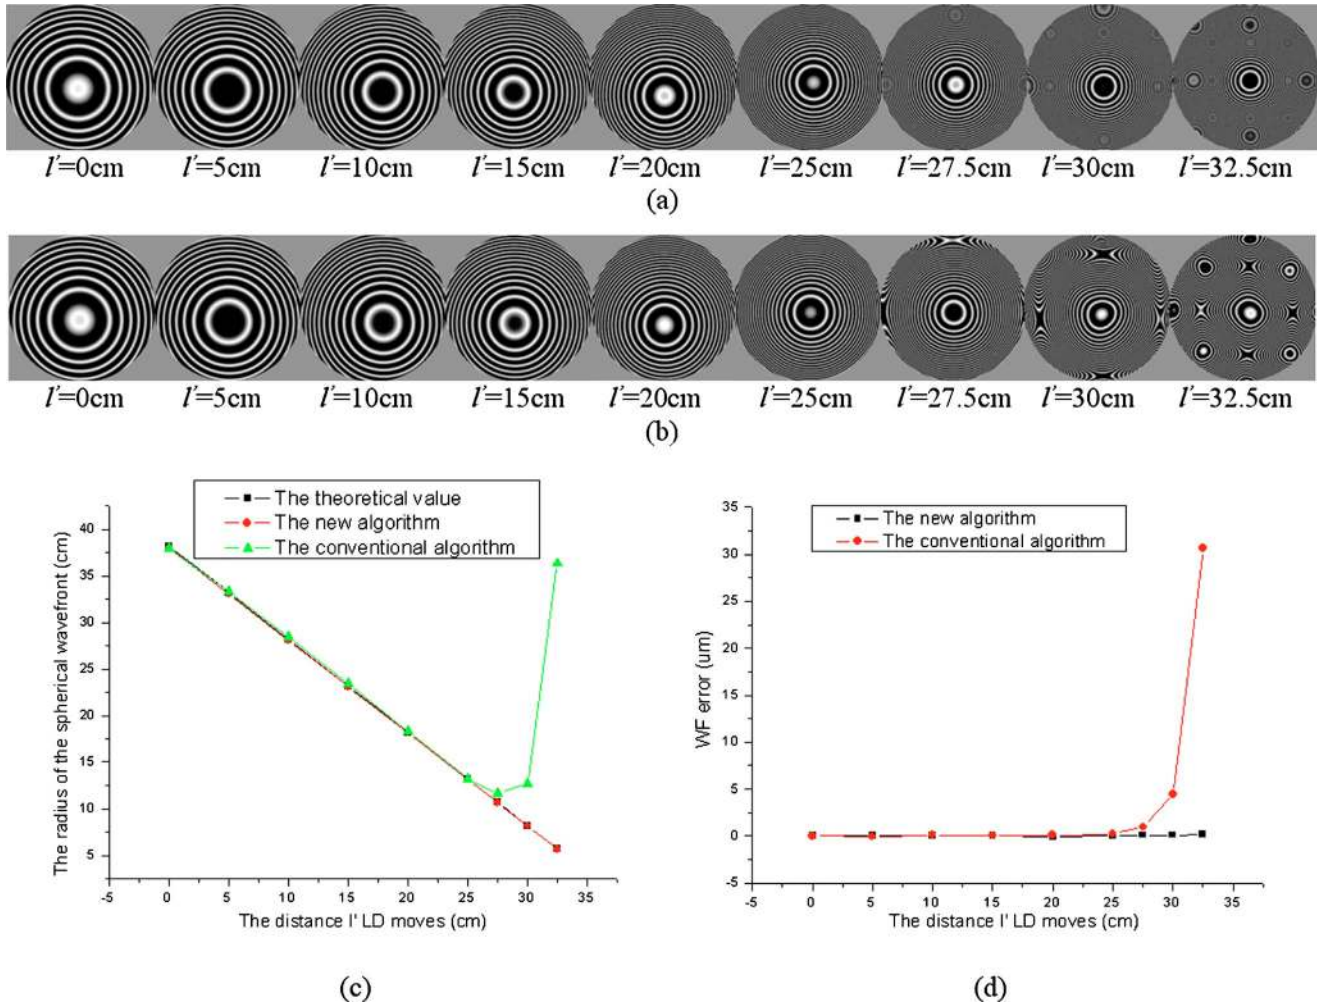 l'=0cm l'=5cm l'=10cm l'=15cm l'=20cm l'=25cm l'=27.5cm l'=30cm l'=32.5cm
(a)
l'=0cm l'=5cm l'=10cm l'=15cm l'=20cm l'=25cm l'=27.5cm l'=30cm l'=32.5cm
(b)
The theoretical value
The new algorithm
The conventional algorithm
The radius of the spherical wavefront (cm)
40
35
30
25
20
15
10
5
-5 0 5 10 15 20 25 30 35
The distance l' LD moves (cm)
(c)
The new algorithm
The conventional algorithm
WF error (um)
35
30
25
20
15
10
5
0
-5
-5 0 5 10 15 20 25 30 35
The distance l' LD moves (cm)
(d)